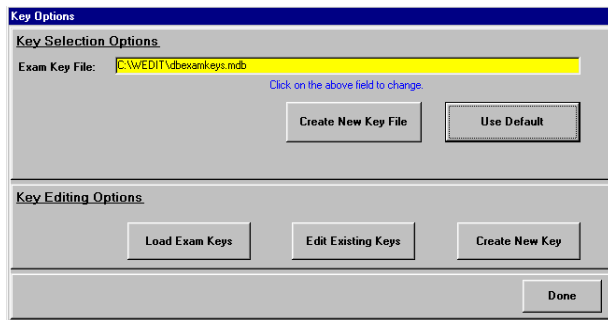 Key Options
Key Selection Options
Exam Key File: C:\WEDIT\dbexamkeys.mdb
Click on the above field to change.
Create New Key File Use Default
Key Editing Options
Load Exam Keys Edit Existing Keys Create New Key
Done